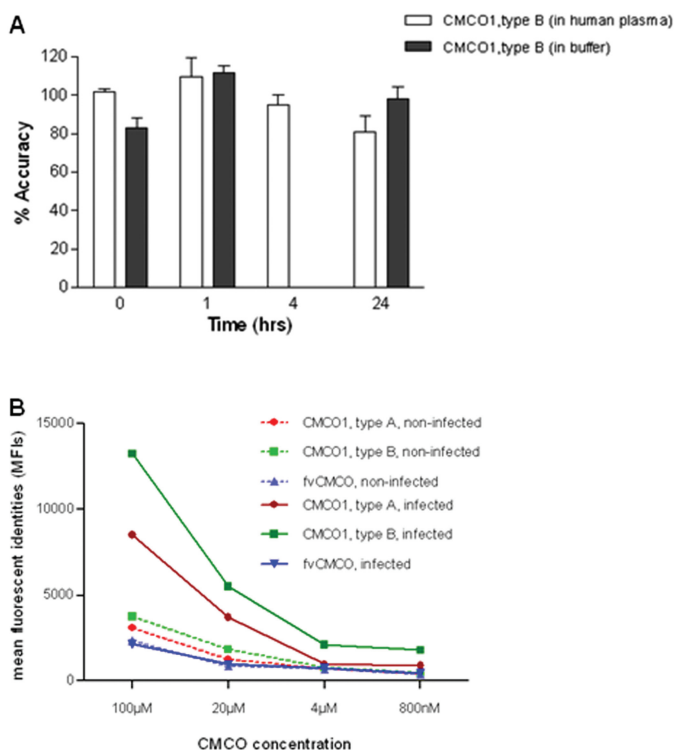 A
CMCO1,type B (in human plasma)
CMCO1,type B (in buffer)
% Accuracy
120
100
80
60
40
20
0
0 1 4 24
Time (hrs)
B
mean fluorescent identities (MFIs)
15000
10000
5000
0
CMCO1, type A, non-infected
CMCO1, type B, non-infected
fvCMCO, non-infected
CMCO1, type A, infected
CMCO1, type B, infected
fvCMCO, infected
100µM 20µM 4µM 800nM
CMCO concentration